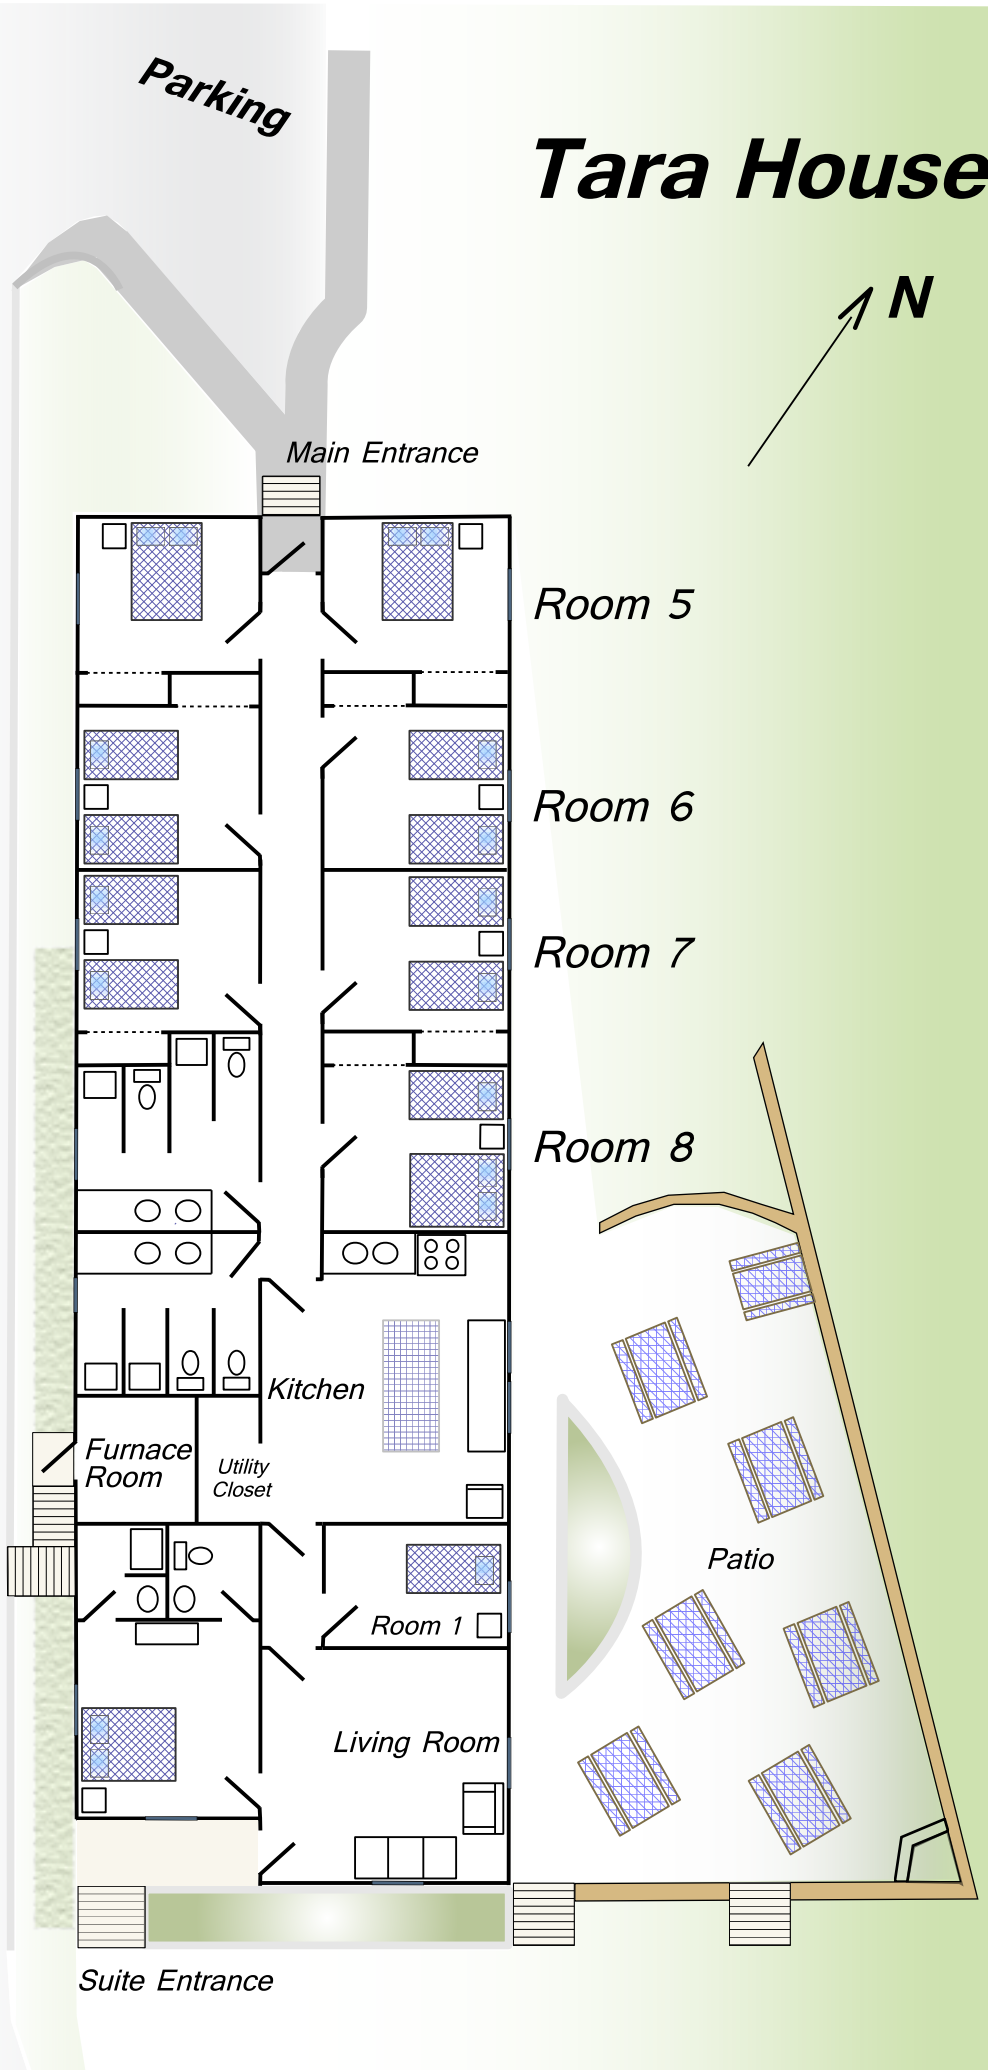 Parking
Tara House
N
Main Entrance
Room 5
Room 6
Room 7
Room 8
Kitchen
Furnace
Room
Utility
Closet
Patio
Room 1
Living Room
Suite Entrance